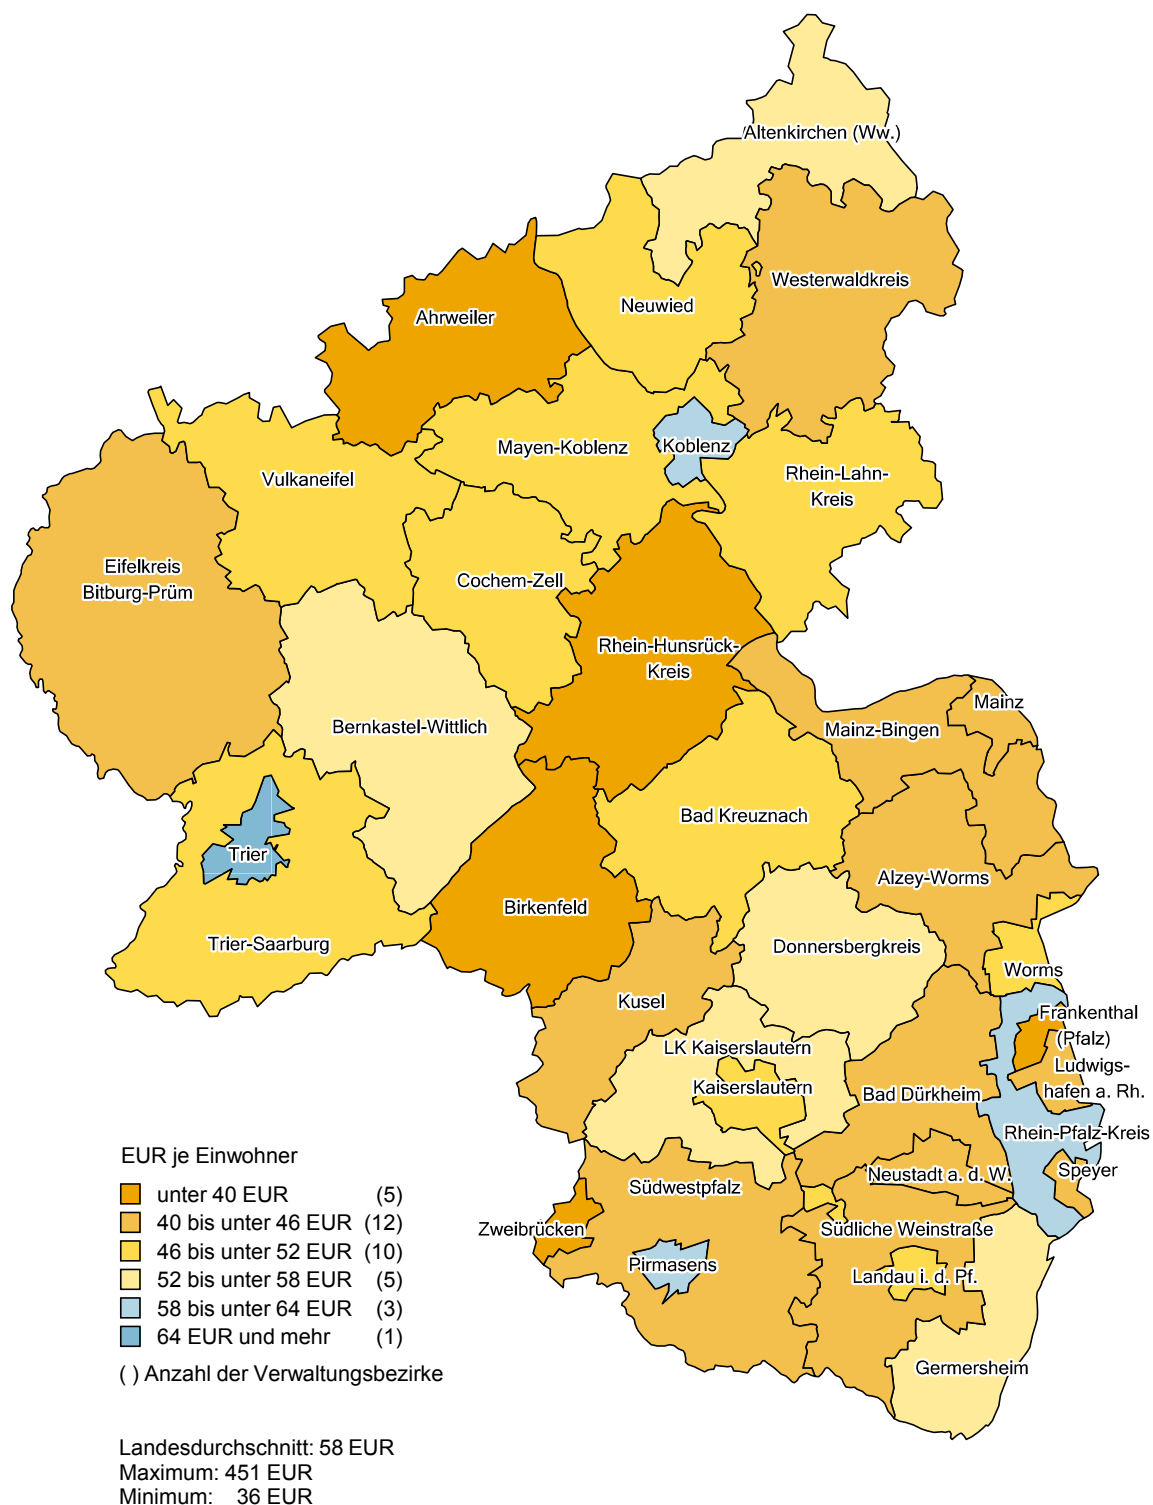 Altenkirchen (Ww.)
Westerwaldkreis
Neuwied
Ahrweiler
Mayen-Koblenz
Koblenz
Vulkaneifel
Rhein-Lahn-
Kreis
Eifelkreis
Bitburg-Prüm
Cochem-Zell
Rhein-Hunsrück-
Kreis
Mainz
Bernkastel-Wittlich
Mainz-Bingen
Bad Kreuznach
Trier
Alzey-Worms
Birkenfeld
Trier-Saarburg
Donnersbergkreis
Worms
Kusel
Frankenthal
(Pfalz)
LK Kaiserslautern
Ludwigs-
hafen a. Rh.
Kaiserslautern
Bad Dürkheim
Rhein-Pfalz-Kreis
Speyer
Neustadt a. d. W.
Südwestpfalz
Zweibrücken
Südliche Weinstraße
Pirmasens
Landau i. d. Pf.
Germersheim
EUR je Einwohner
unter 40 EUR (5)
40 bis unter 46 EUR (12)
46 bis unter 52 EUR (10)
52 bis unter 58 EUR (5)
58 bis unter 64 EUR (3)
64 EUR und mehr (1)
( ) Anzahl der Verwaltungsbezirke
Landesdurchschnitt: 58 EUR
Maximum: 451 EUR
Minimum: 36 EUR